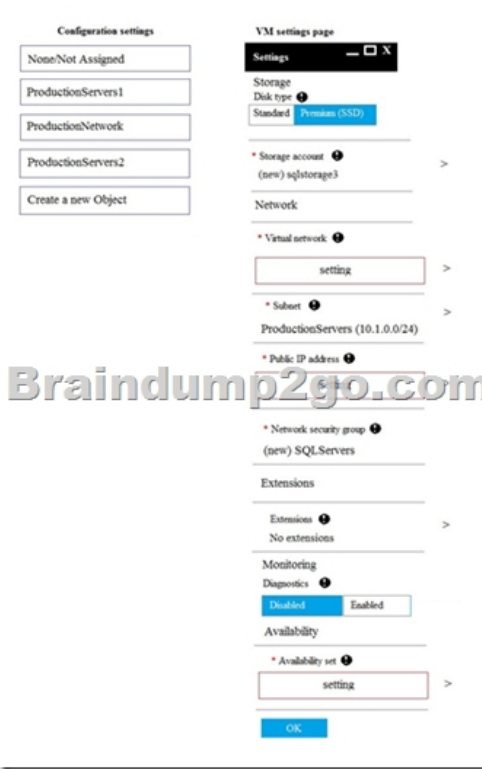 Configuration settings
None/Not Assigned
ProductionServers1
ProductionNetwork
ProductionServers2
Create a new Object
VM settings page
Settings
Storage
Disk type
Standard Premium (SSD)
* Storage account
(new) sqlstorage3
Network
* Virtual network
setting
* Subnet
ProductionServers (10.1.0.0/24)
* Public IP address
Braindump2go.com
* Network security group
(new) SQLServers
Extensions
Extensions
No extensions
Monitoring
Diagnostics
Disabled Enabled
Availability
* Availability set
setting
OK